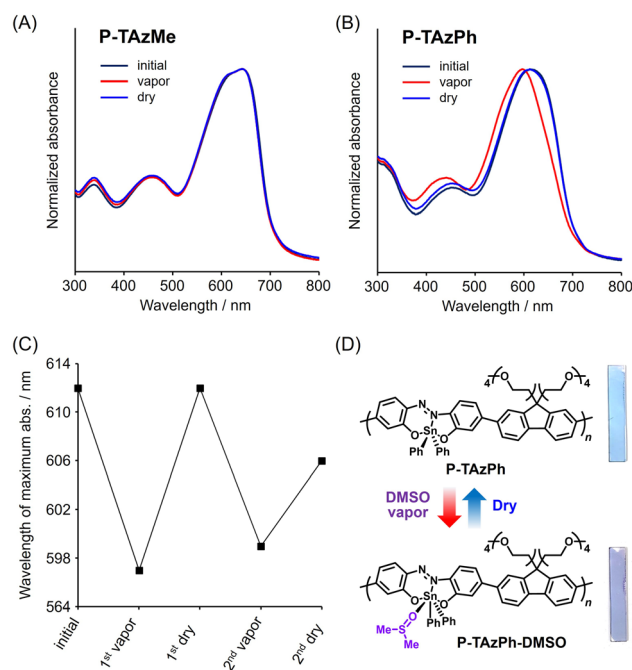 (A)
P-TAzMe
initial
vapor
dry
Normalized absorbance
300 400 500 600 700 800
Wavelength / nm
(B)
P-TAzPh
initial
vapor
dry
Normalized absorbance
300 400 500 600 700 800
Wavelength / nm
(C)
Wavelength of maximum abs. / nm
614
610
606
602
598
564
initial
1st vapor
1st dry
2nd vapor
2nd dry
(D)
4 O O 4
N N
O Sn O
Ph Ph
n
P-TAzPh
DMSO
vapor
Dry
4 O O 4
N N
O Sn O
O Ph Ph
Me S
Me
n
P-TAzPh-DMSO